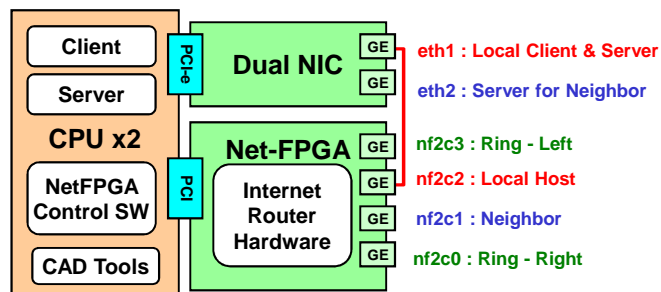 Client
Server
CPU x2
NetFPGA
Control SW
CAD Tools
PCI-e
PCI
Dual NIC
GE
GE
Net-FPGA
Internet
Router
Hardware
GE
GE
GE
GE
eth1 : Local Client & Server
eth2 : Server for Neighbor
nf2c3 : Ring - Left
nf2c2 : Local Host
nf2c1 : Neighbor
nf2c0 : Ring - Right